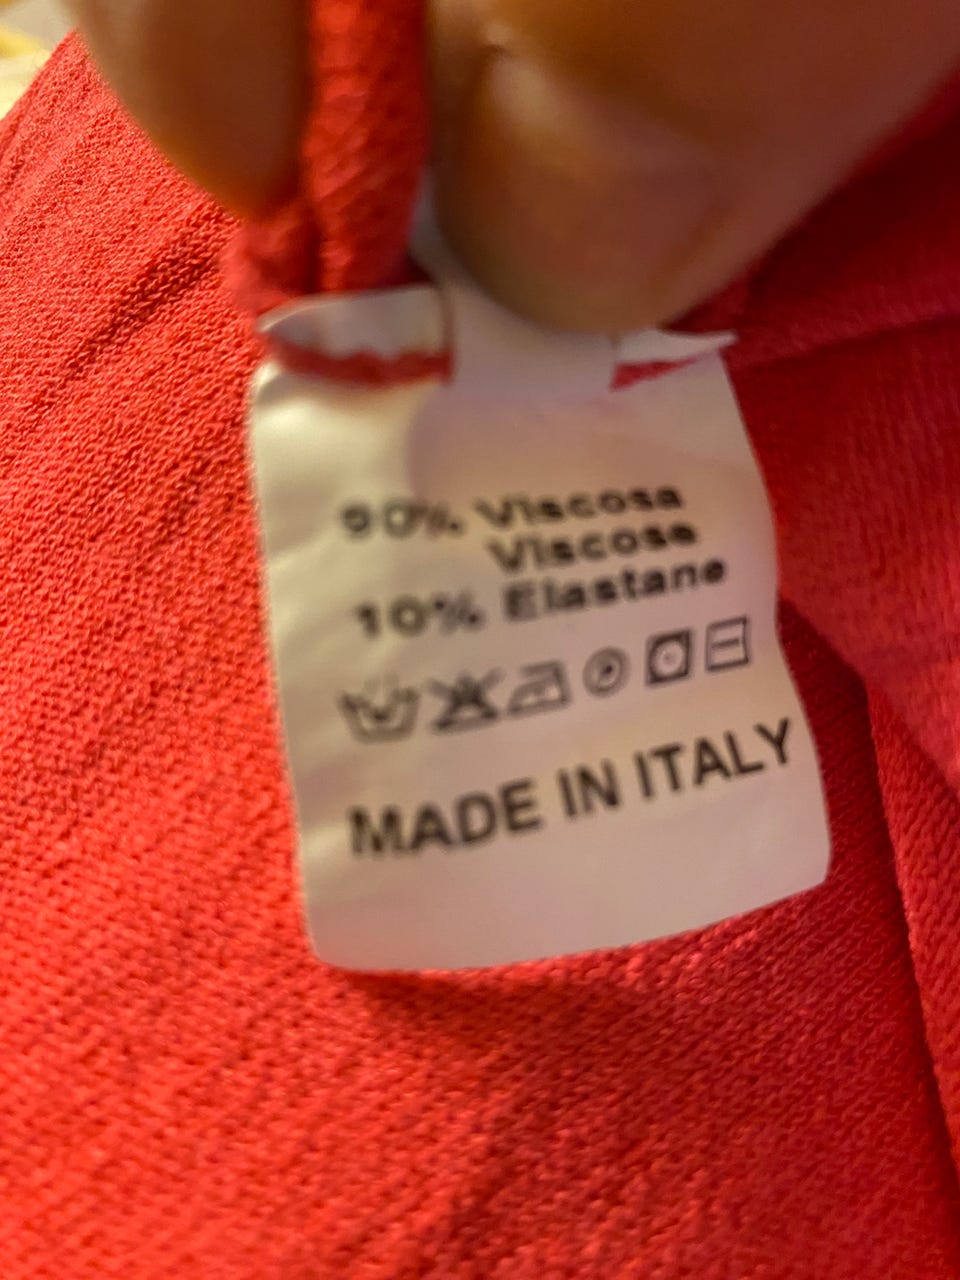 90% Viscosa
Viscose
10% Elastane
MADE IN ITALY